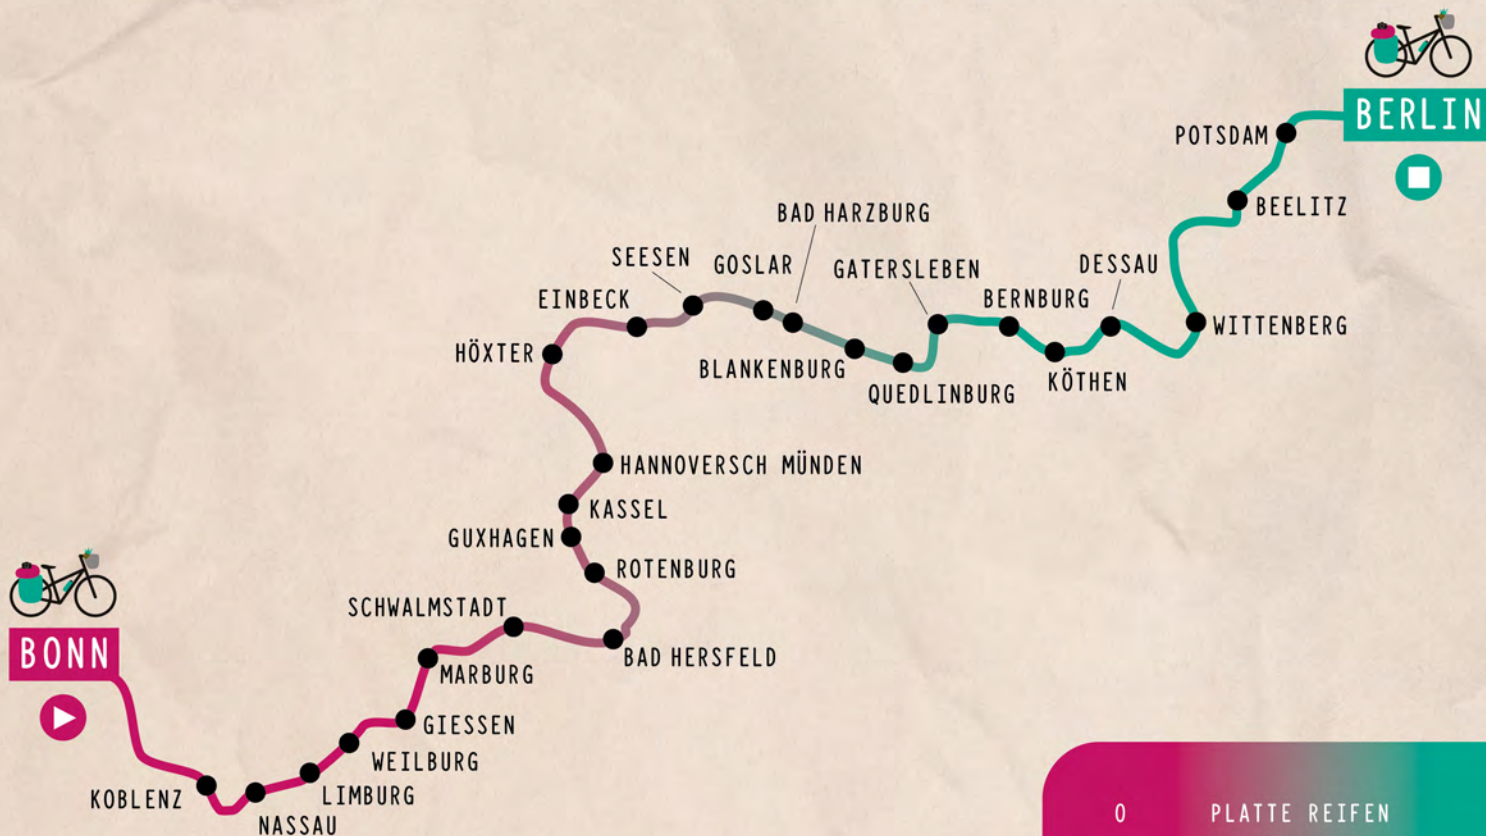 BERLIN
POTSDAM
BEELITZ
BAD HARZBURG
SEESEN
GOSLAR
GATERSLEBEN
DESSAU
EINBECK
BERNBURG
WITTENBERG
HÖXTER
BLANKENBURG
QUEDLINBURG
KÖTHEN
HANNOVERSCH MÜNDEN
KASSEL
GUXHAGEN
ROTENBURG
SCHWALMSTADT
BONN
BAD HERSFELD
MARBURG
GIESSEN
WEILBURG
KOBLENZ
LIMBURG
NASSAU
0 PLATTE REIFEN